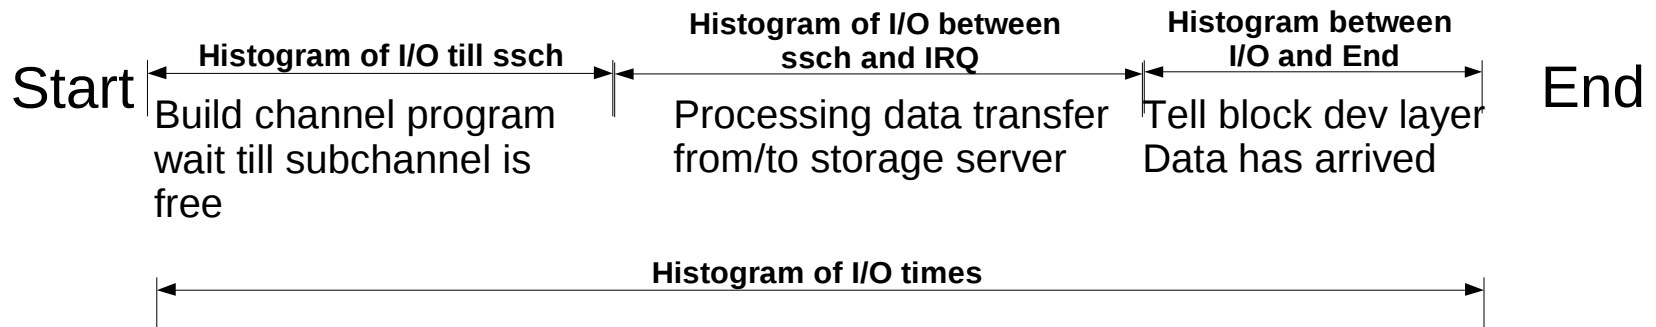 Start
Histogram of I/O till ssch
Build channel program
wait till subchannel is
free
Histogram of I/O between
ssch and IRQ
Processing data transfer
from/to storage server
Histogram between
I/O and End
Tell block dev layer
Data has arrived
End
Histogram of I/O times